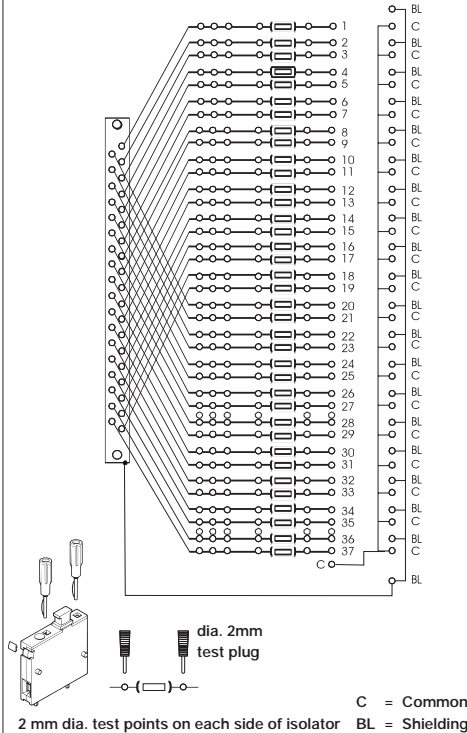 BL
1 C
2 BL
3 C
4 BL
5 C
6 BL
7 C
8 BL
9 C
10 BL
11 C
12 BL
13 C
14 BL
15 C
16 BL
17 C
18 BL
19 C
20 BL
21 C
22 BL
23 C
24 BL
25 C
26 BL
27 C
28 BL
29 C
30 BL
31 C
32 BL
33 C
34 BL
35 C
36 BL
37 C
C
BL
dia. 2mm
test plug
C = Common
2 mm dia. test points on each side of isolator BL = Shielding